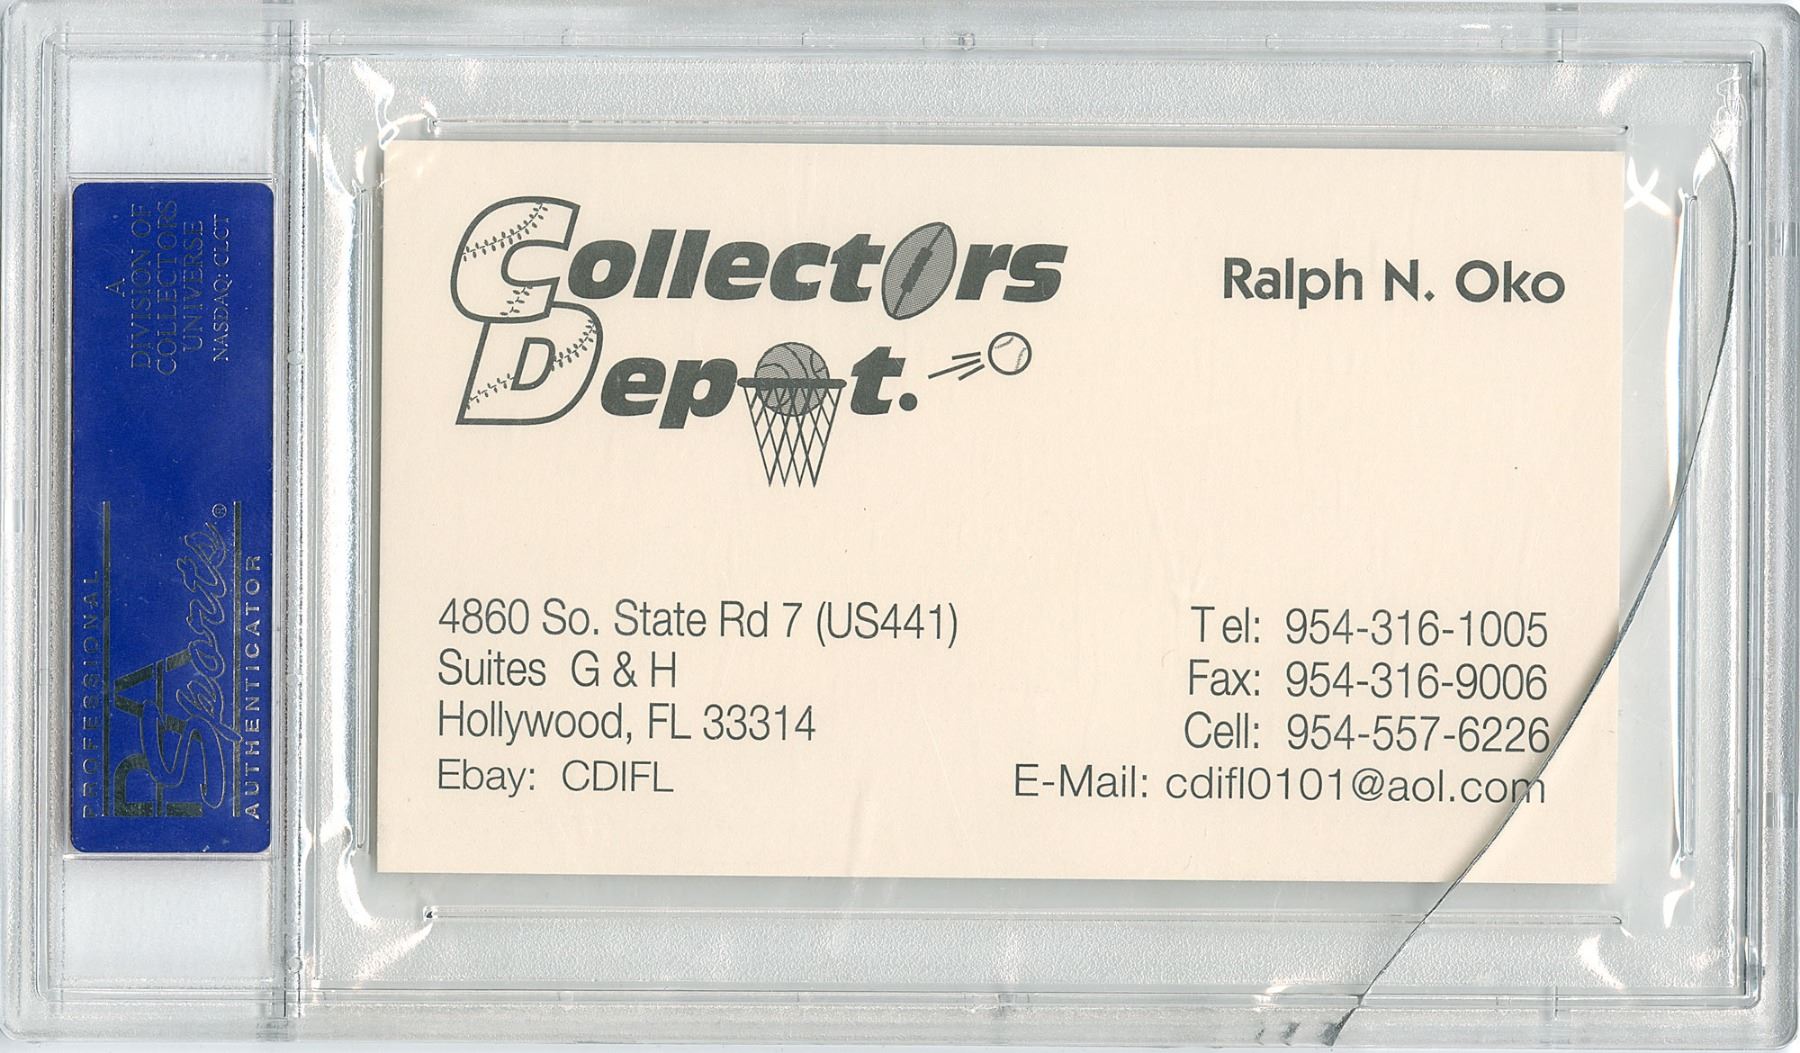 Collectors
Depot.
Ralph N. Oko
4860 So. State Rd 7 (US441)
Suites G & H
Hollywood, FL 33314
Ebay: CDIFL
Tel: 954-316-1005
Fax: 954-316-9006
Cell: 954-557-6226
E-Mail: cdifl0101@aol.com
A
DIVISION OF
COLLECTORS
UNIVERSE
NASDAQ: CLCT
PROFESSIONAL
PSA
Sports®
AUTHENTICATOR